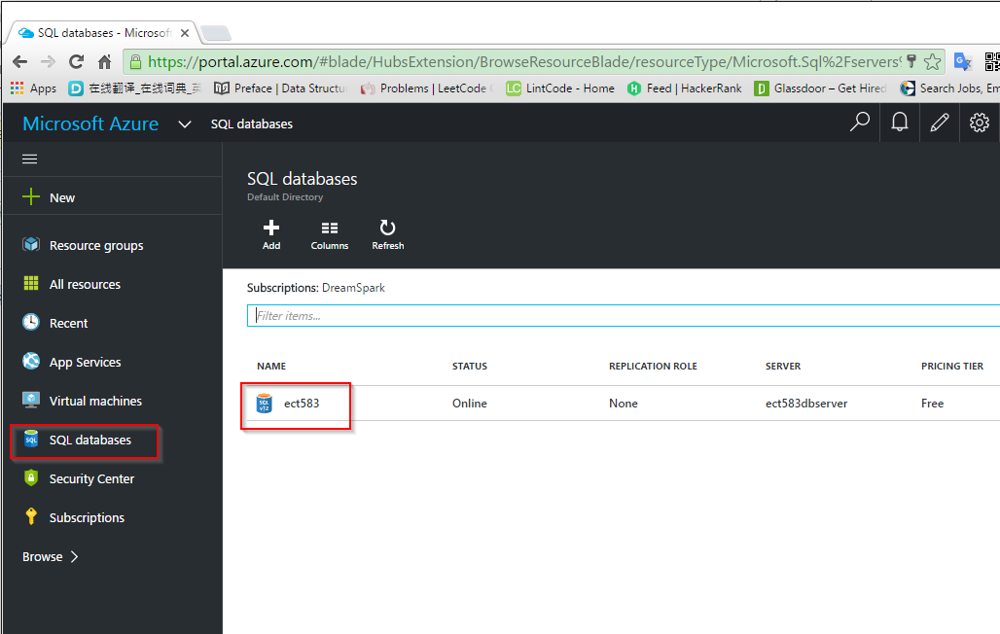 SQL databases - Microsoft
https://portal.azure.com/#blade/HubsExtension/BrowseResourceBlade/resourceType/Microsoft.Sql%2Fservers%
Apps 在线翻译_在线词典_英 Preface | Data Structu Problems | LeetCode LintCode - Home Feed | HackerRank Glassdoor – Get Hired Search Jobs, Em
Microsoft Azure SQL databases
SQL databases
Default Directory
Add Columns Refresh
New
Resource groups
All resources
Recent
App Services
Virtual machines
SQL databases
Security Center
Subscriptions
Browse
Subscriptions: DreamSpark
Filter items...
NAME STATUS REPLICATION ROLE SERVER PRICING TIER
ect583 Online None ect583dbserver Free